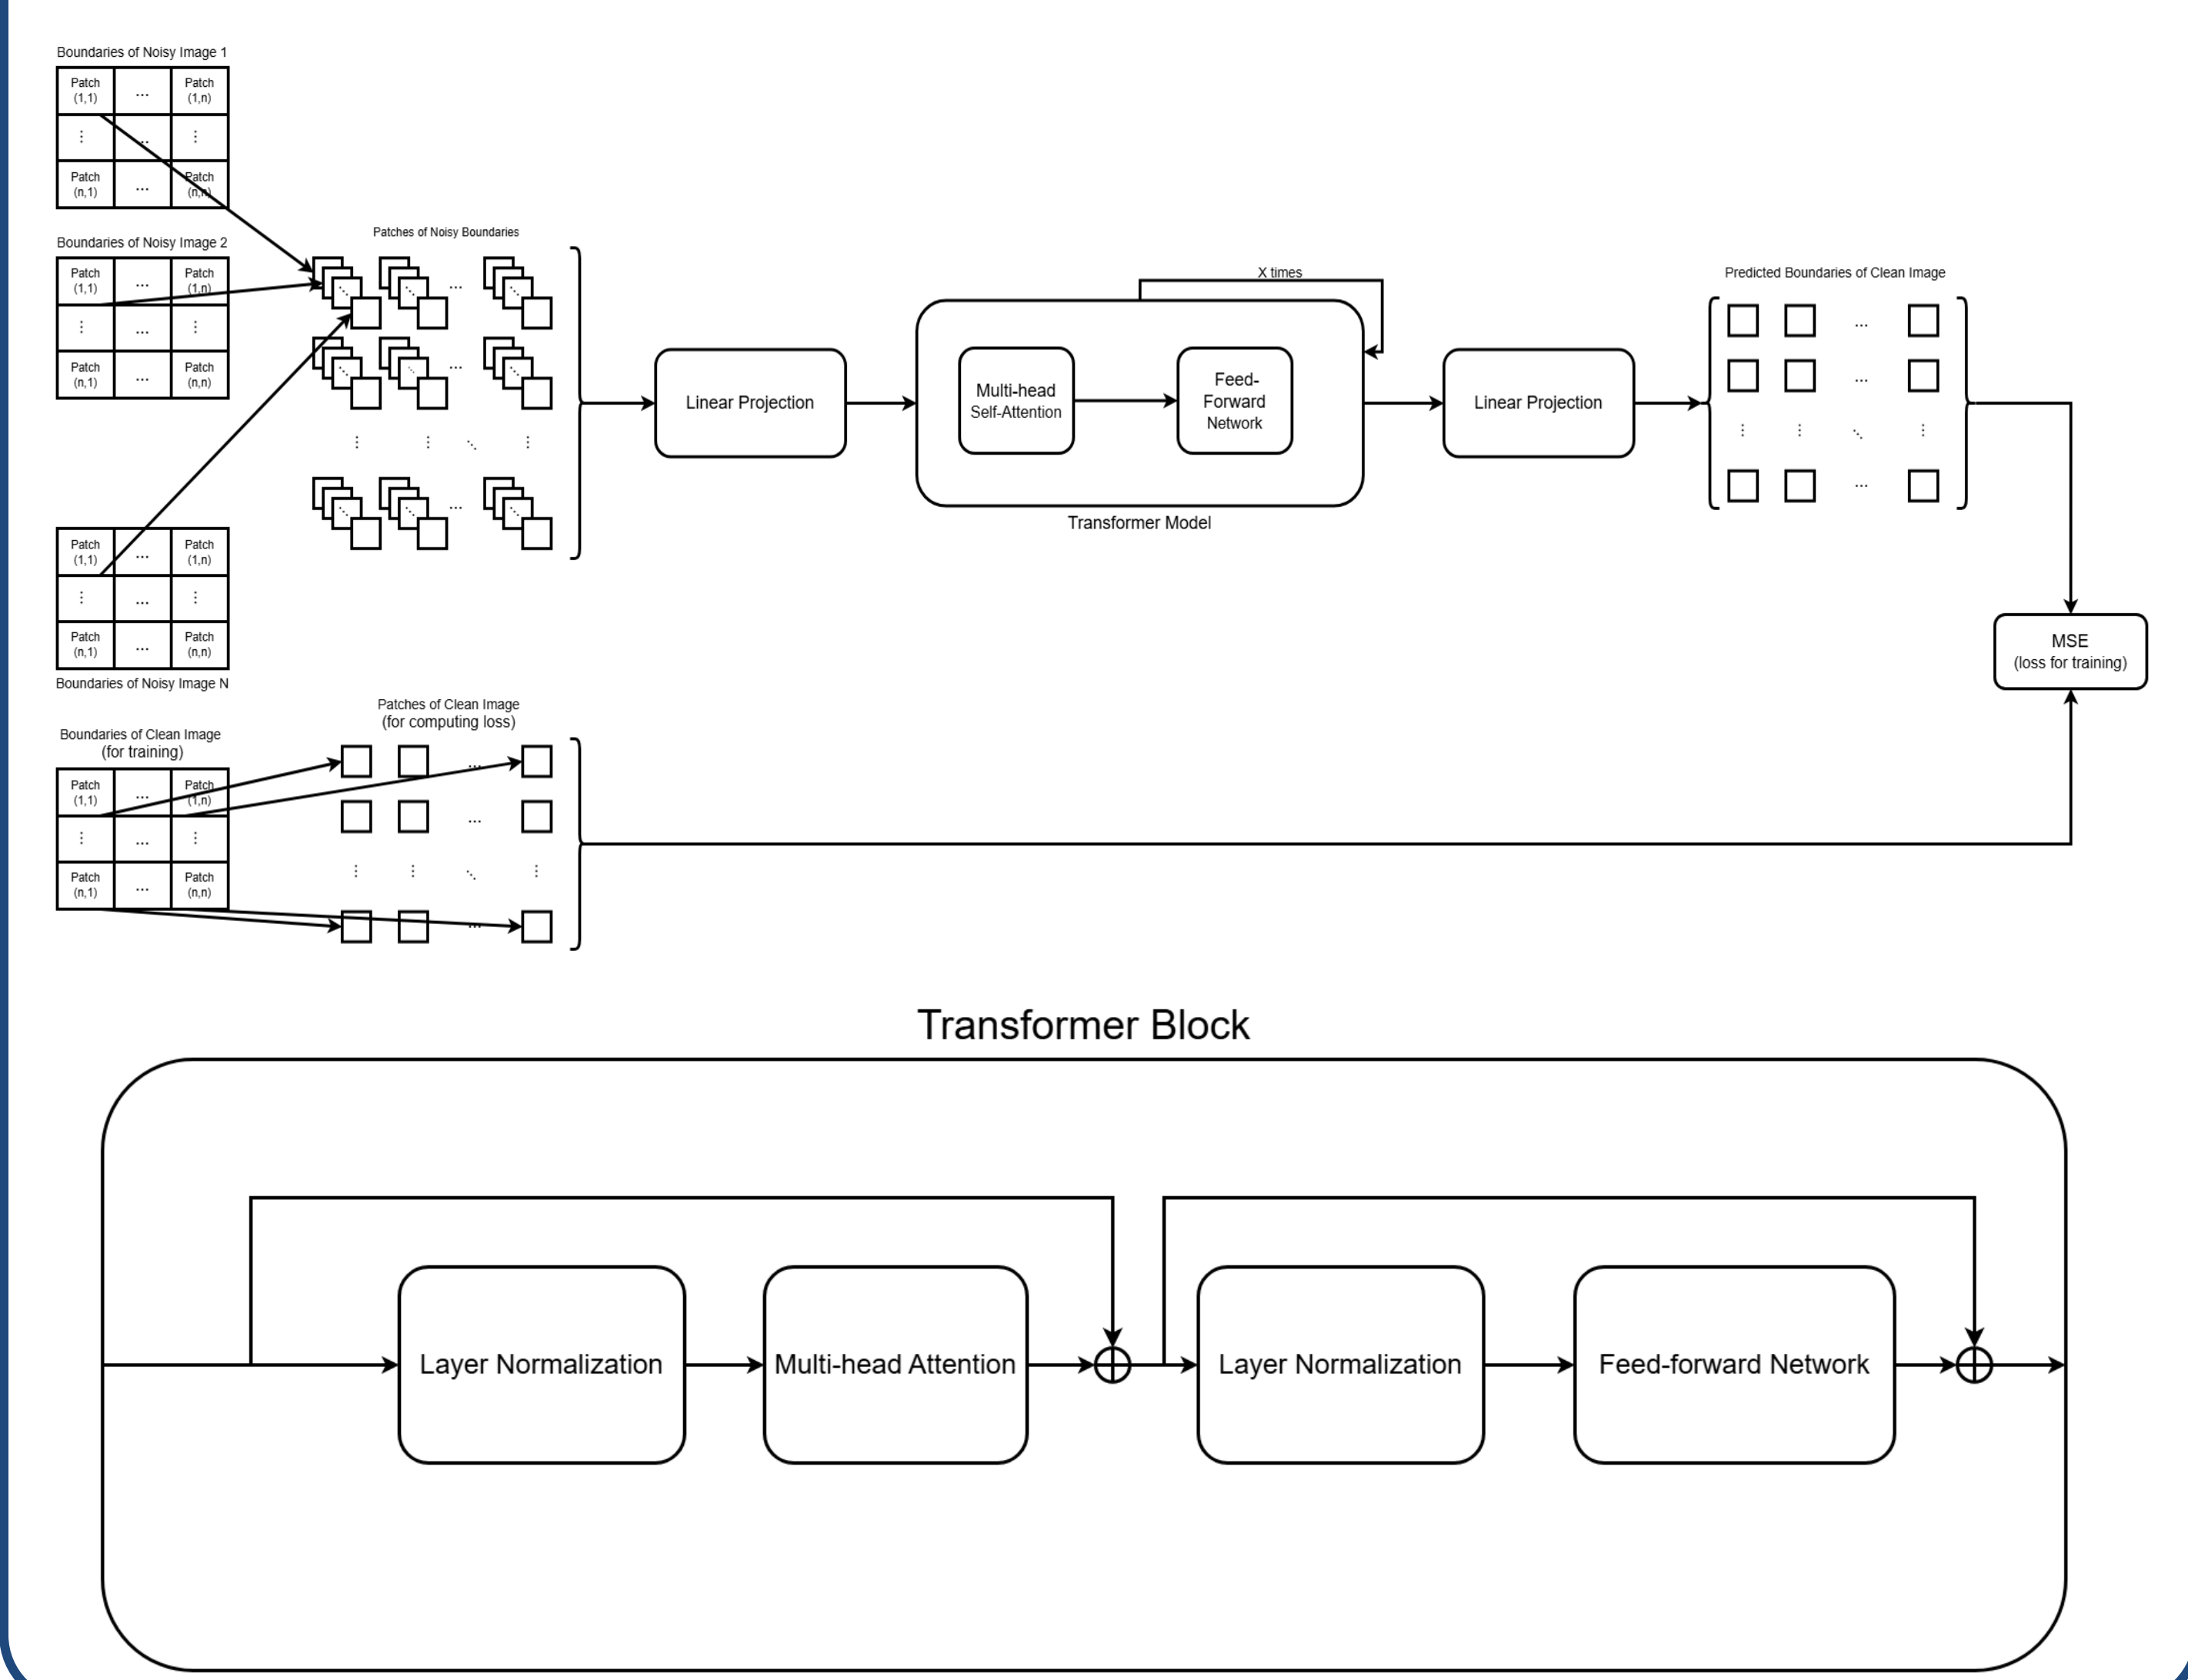 Boundaries of Noisy Image 1
Patch
(1,1)
...
Patch
(1,n)
⋮
...
⋮
Patch
(n,1)
...
Patch
(n,n)
Boundaries of Noisy Image 2
Patch
(1,1)
...
Patch
(1,n)
⋮
...
⋮
Patch
(n,1)
...
Patch
(n,n)
Patch
(1,1)
...
Patch
(1,n)
⋮
...
⋮
Patch
(n,1)
...
Patch
(n,n)
Boundaries of Noisy Image N
Patches of Noisy Boundaries
Linear Projection
X times
Multi-head
Self-Attention
Feed-
Forward
Network
Transformer Model
Linear Projection
Predicted Boundaries of Clean Image
MSE
(loss for training)
Boundaries of Clean Image
(for training)
Patch
(1,1)
...
Patch
(1,n)
⋮
...
⋮
Patch
(n,1)
...
Patch
(n,n)
Patches of Clean Image
(for computing loss)
Transformer Block
Layer Normalization
Multi-head Attention
Layer Normalization
Feed-forward Network